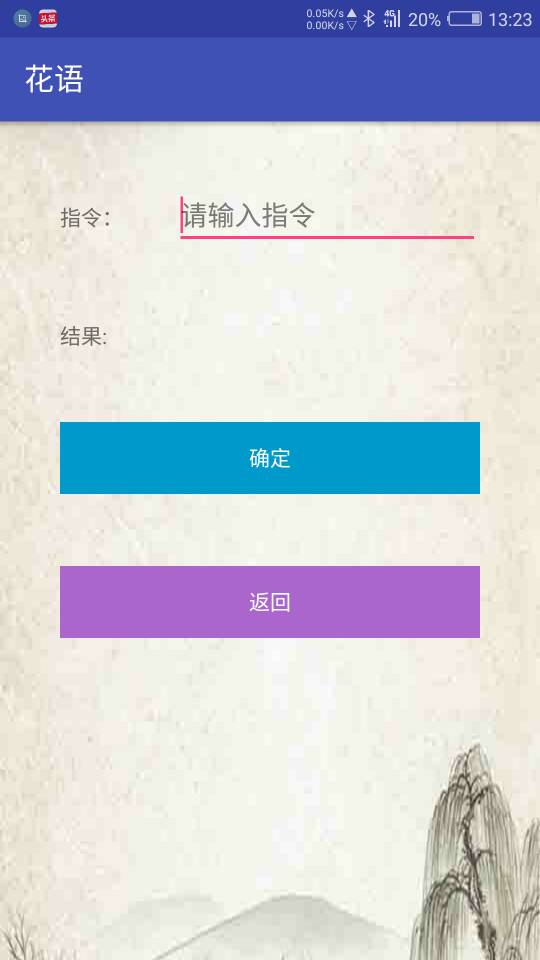 头条
0.05K/s
0.00K/s
4G
20%
13:23
花语
指令：
请输入指令
结果:
确定
返回